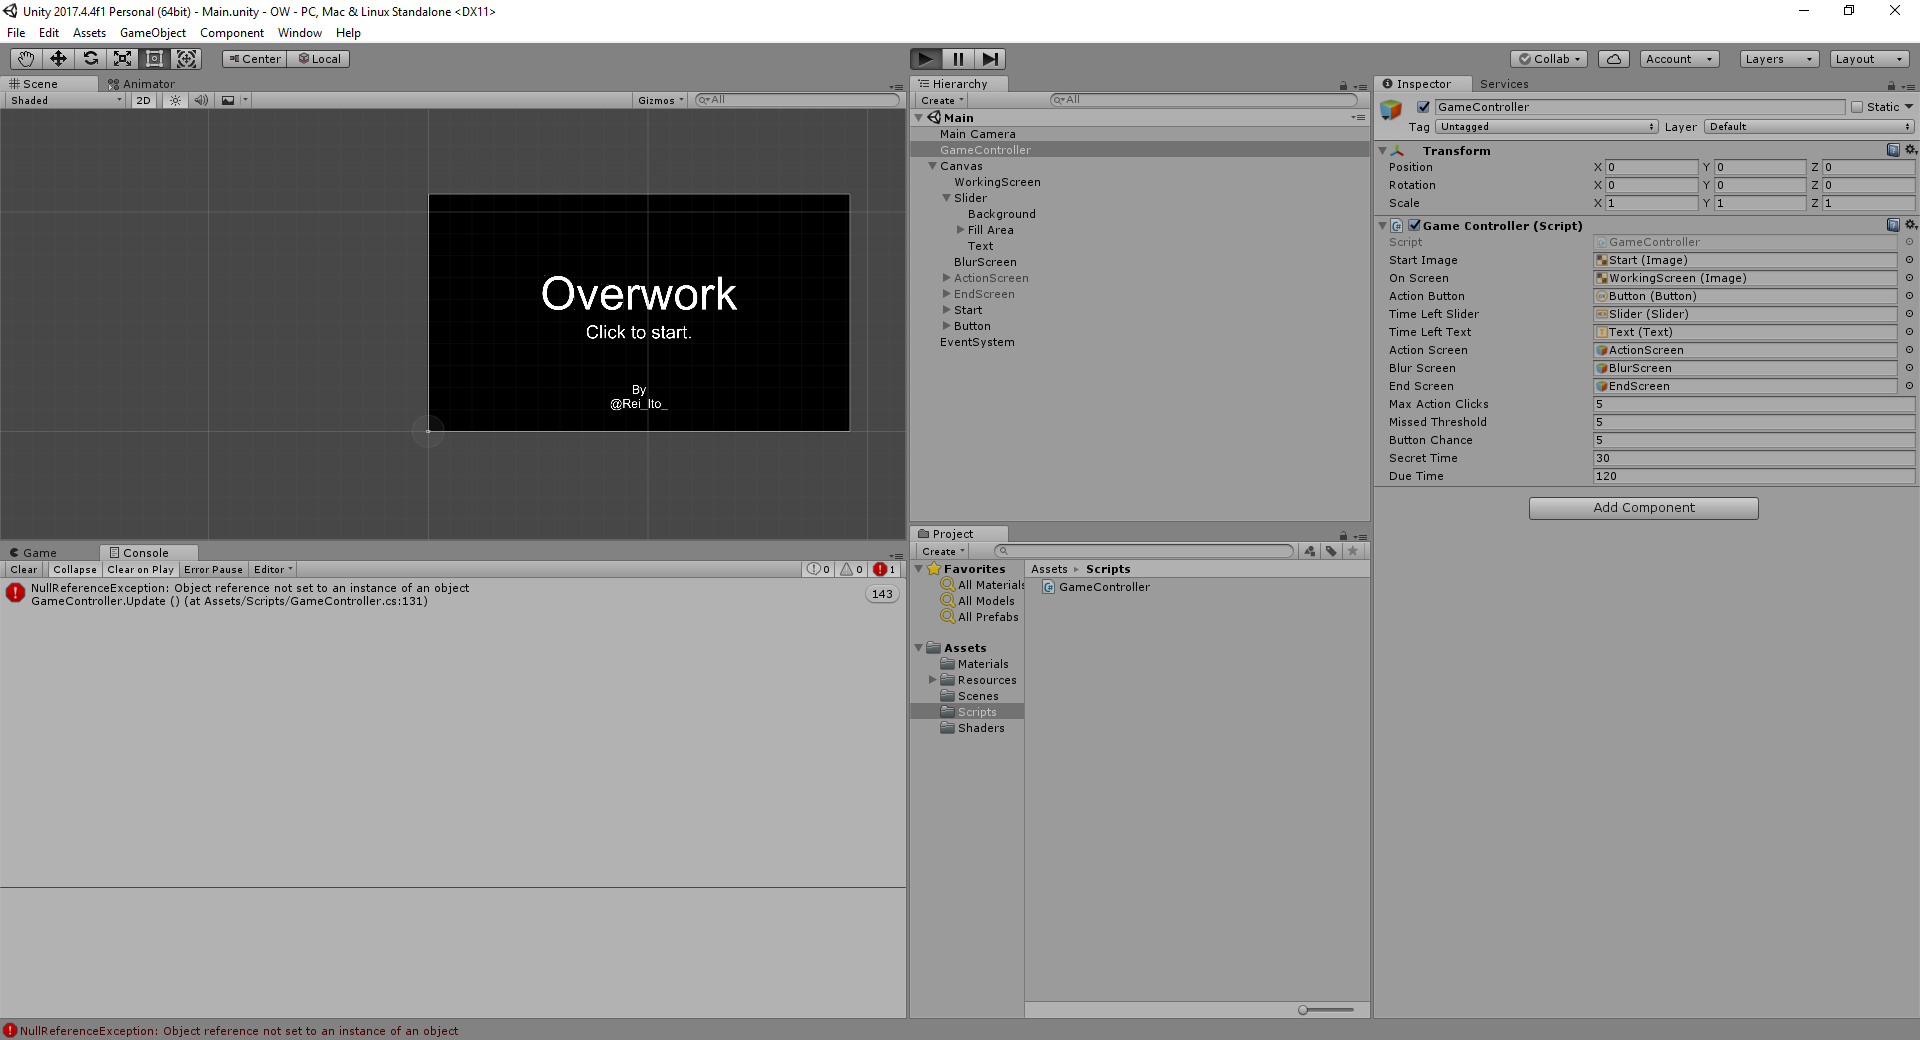 Unity 2017.4.4f1 Personal (64bit) - Main.unity - OW - PC, Mac & Linux Standalone <DX11>
File Edit Assets GameObject Component Window Help
Center Local
Collab Account Layers Layout
Scene Animator
Shaded 2D Gizmos All
Overwork
Click to start.
By
@Rei_Ito_
Game Console
Clear Collapse Clear on Play Error Pause Editor 0 0 1
NullReferenceException: Object reference not set to an instance of an object
GameController.Update () (at Assets/Scripts/GameController.cs:131)
143
Hierarchy
Create All
Main
Main Camera
GameController
Canvas
WorkingScreen
Slider
Background
Fill Area
Text
BlurScreen
ActionScreen
EndScreen
Start
Button
EventSystem
Project
Create
Favorites
All Materials
All Models
All Prefabs
Assets
Materials
Resources
Scenes
Scripts
Shaders
Assets Scripts
GameController
Inspector Services
GameController Static
Tag Untagged Layer Default
Transform
Position X 0 Y 0 Z 0
Rotation X 0 Y 0 Z 0
Scale X 1 Y 1 Z 1
Game Controller (Script)
Script GameController
Start Image Start (Image)
On Screen WorkingScreen (Image)
Action Button Button (Button)
Time Left Slider Slider (Slider)
Time Left Text Text (Text)
Action Screen ActionScreen
Blur Screen BlurScreen
End Screen EndScreen
Max Action Clicks 5
Missed Threshold 5
Button Chance 5
Secret Time 30
Due Time 120
Add Component
NullReferenceException: Object reference not set to an instance of an object